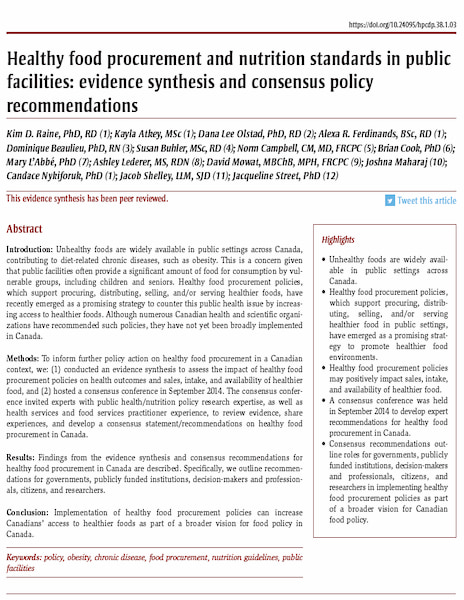 https://doi.org/10.24095/hpcdp.38.1.03
Healthy food procurement and nutrition standards in public
facilities: evidence synthesis and consensus policy
recommendations
Kim D. Raine, PhD, RD (1); Kayla Atkey, MSc (1); Dana Lee Olstad, PhD, RD (2); Alexa R. Ferdinands, BSc, RD (1);
Dominique Beaulieu, PhD, RN (3); Susan Buhler, MSc, RD (4); Norm Campbell, CM, MD, FRCPC (5); Brian Cook, PhD (6);
Mary L'Abbé, PhD (7); Ashley Lederer, MS, RDN (8); David Mowat, MBChB, MPH, FRCPC (9); Joshna Maharaj (10);
Candace Nykiforuk, PhD (1); Jacob Shelley, LLM, SJD (11); Jacqueline Street, PhD (12)
This evidence synthesis has been peer reviewed.
Tweet this article
Abstract
Introduction: Unhealthy foods are widely available in public settings across Canada,
contributing to diet-related chronic diseases, such as obesity. This is a concern given
that public facilities often provide a significant amount of food for consumption by vul-
nerable groups, including children and seniors. Healthy food procurement policies,
which support procuring, distributing, selling, and/or serving healthier foods, have
recently emerged as a promising strategy to counter this public health issue by increas-
ing access to healthier foods. Although numerous Canadian health and scientific organi-
zations have recommended such policies, they have not yet been broadly implemented
in Canada.
Methods: To inform further policy action on healthy food procurement in a Canadian
context, we: (1) conducted an evidence synthesis to assess the impact of healthy food
procurement policies on health outcomes and sales, intake, and availability of healthier
food, and (2) hosted a consensus conference in September 2014. The consensus confer-
ence invited experts with public health/nutrition policy research expertise, as well as
health services and food services practitioner experience, to review evidence, share
experiences, and develop a consensus statement/recommendations on healthy food
procurement in Canada.
Results: Findings from the evidence synthesis and consensus recommendations for
healthy food procurement in Canada are described. Specifically, we outline recommen-
dations for governments, publicly funded institutions, decision-makers and profession-
als, citizens, and researchers.
Conclusion: Implementation of healthy food procurement policies can increase
Canadians' access to healthier foods as part of a broader vision for food policy in
Canada.
Keywords: policy, obesity, chronic disease, food procurement, nutrition guidelines, public
facilities
Highlights
• Unhealthy foods are widely avail-
able in public settings across
Canada.
• Healthy food procurement policies,
which support procuring, distrib-
uting, selling, and/or serving
healthier food in public settings,
have emerged as a promising strat-
egy to promote healthier food
environments.
• Healthy food procurement policies
may positively impact sales, intake,
and availability of healthier food.
• A consensus conference was held
in September 2014 to develop expert
recommendations for healthy food
procurement in Canada.
• Consensus recommendations out-
line roles for governments, publicly
funded institutions, decision-makers
and professionals, citizens, and
researchers in implementing healthy
food procurement policies as part
of a broader vision for Canadian
food policy.